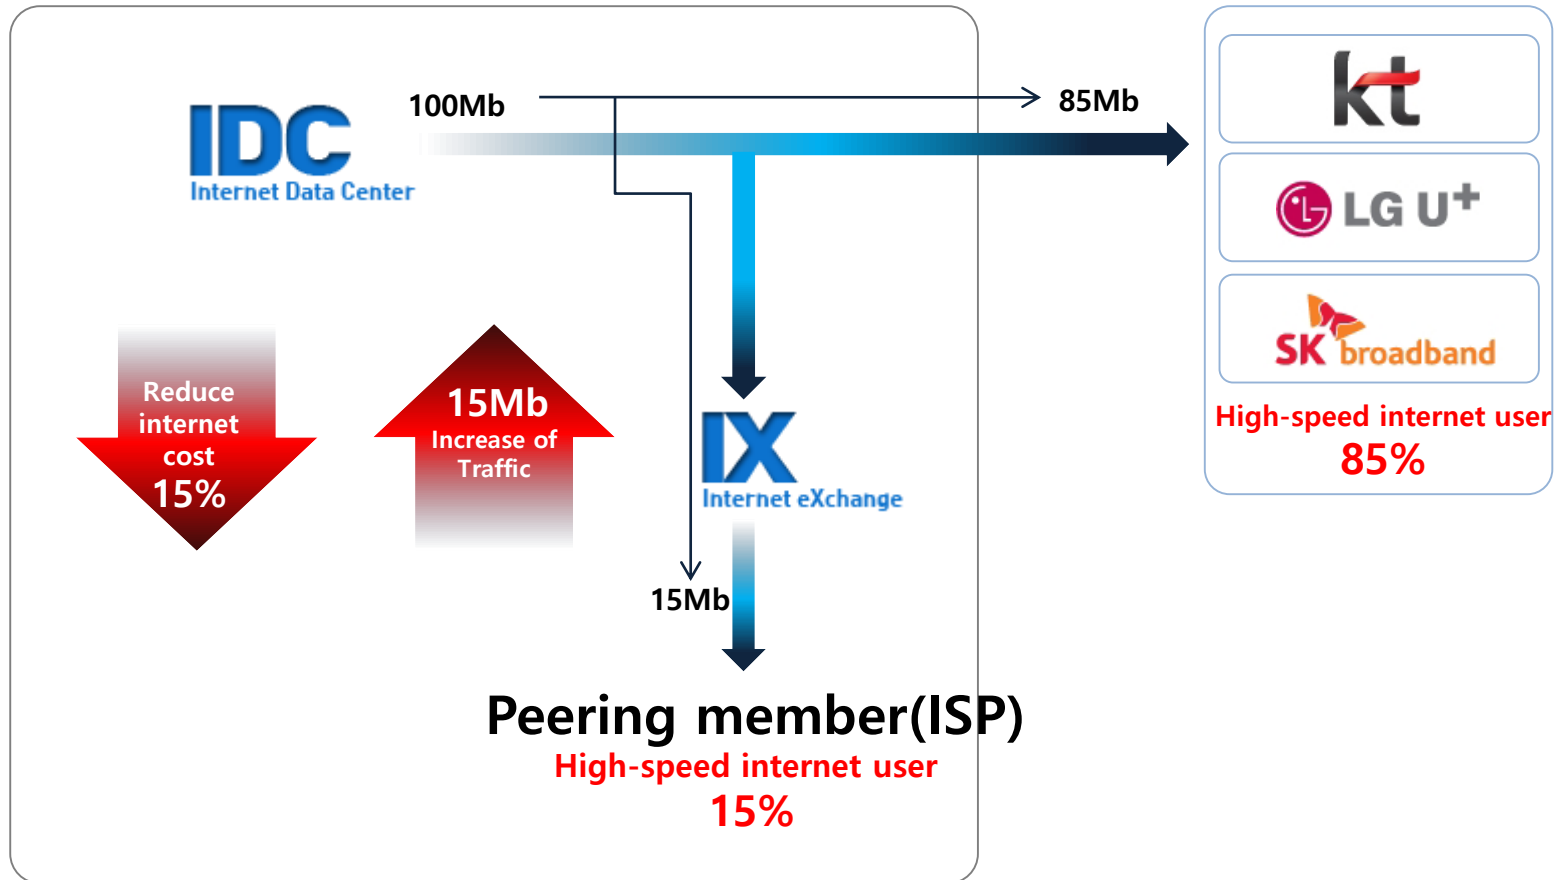 IDC
Internet Data Center
100Mb
85Mb
kt
LG U+
SK broadband
High-speed internet user
85%
Reduce
internet
cost
15%
15Mb
Increase of
Traffic
IX
Internet eXchange
15Mb
Peering member(ISP)
High-speed internet user
15%